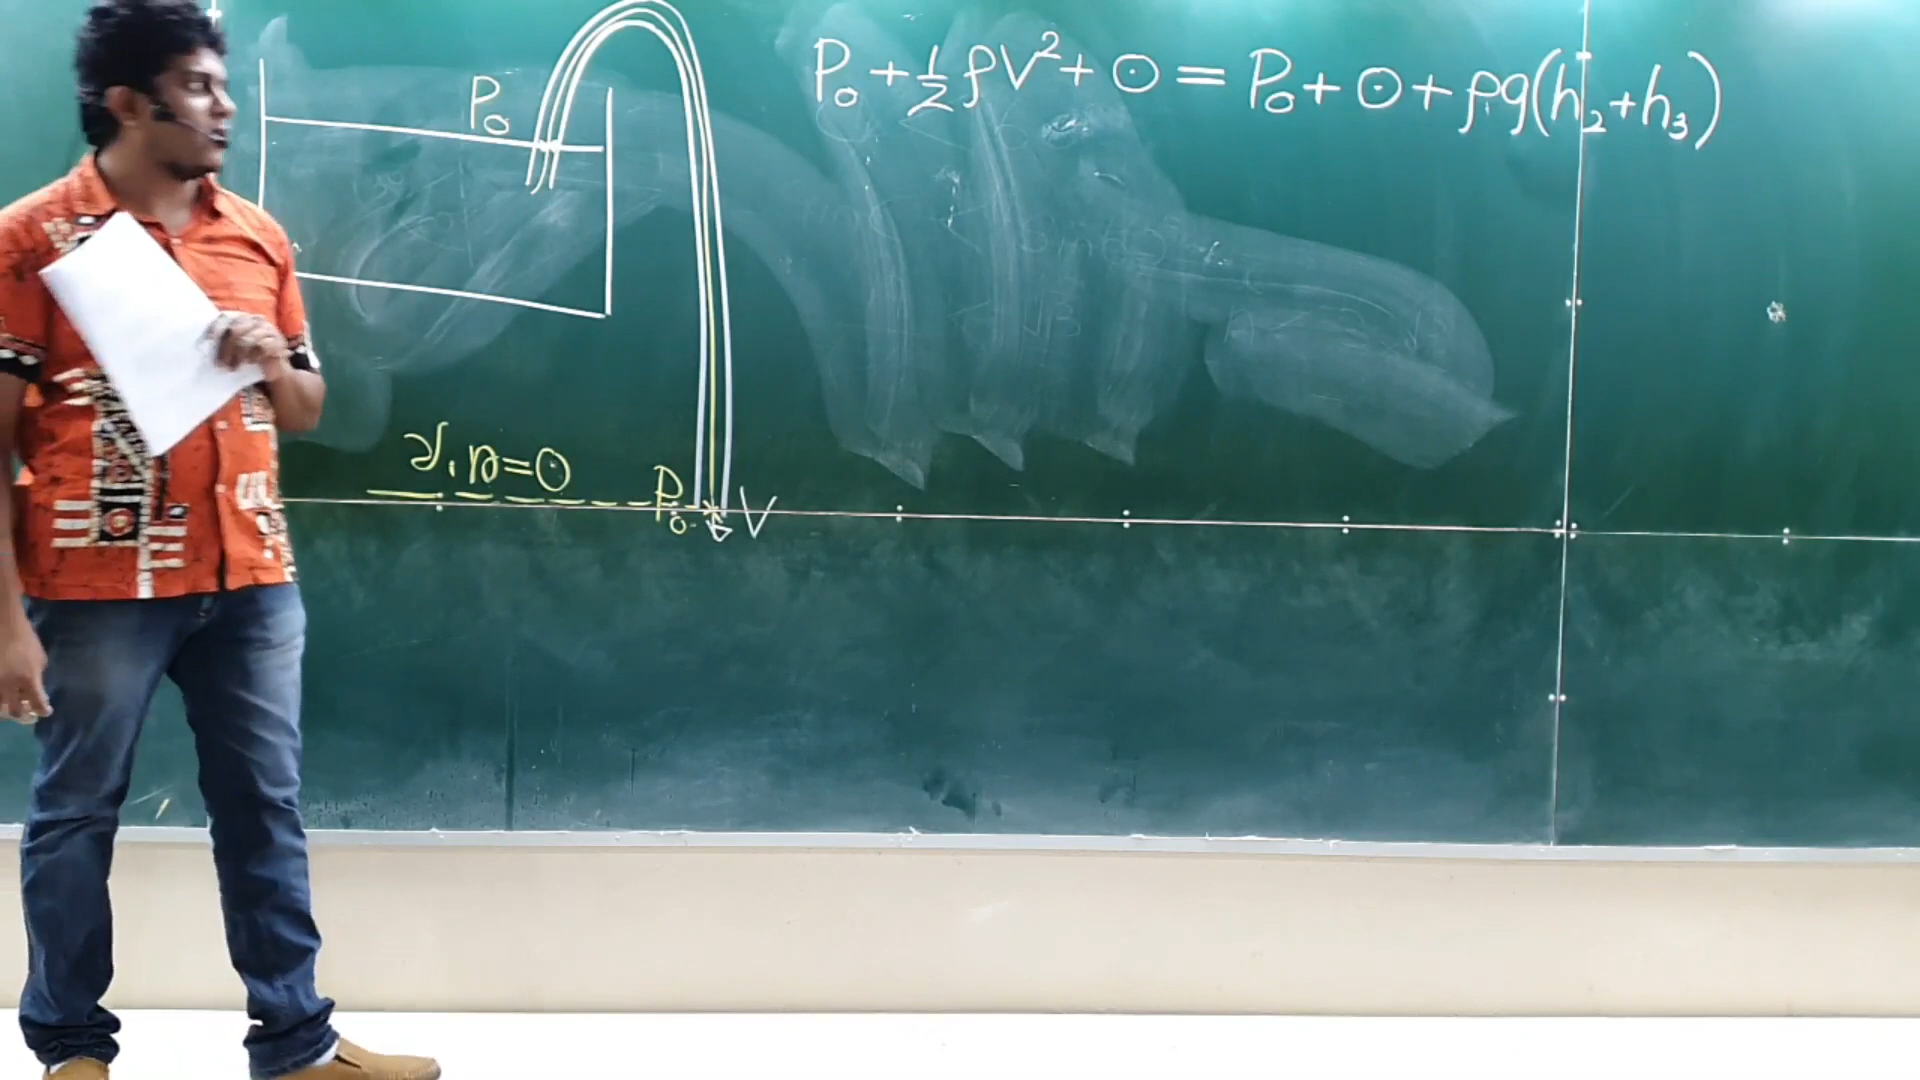 P₀ + ½ρV² + 0 = P₀ + 0 + ρg(h₂+h₃)
P₀
වි.ශ=0
P₀
V